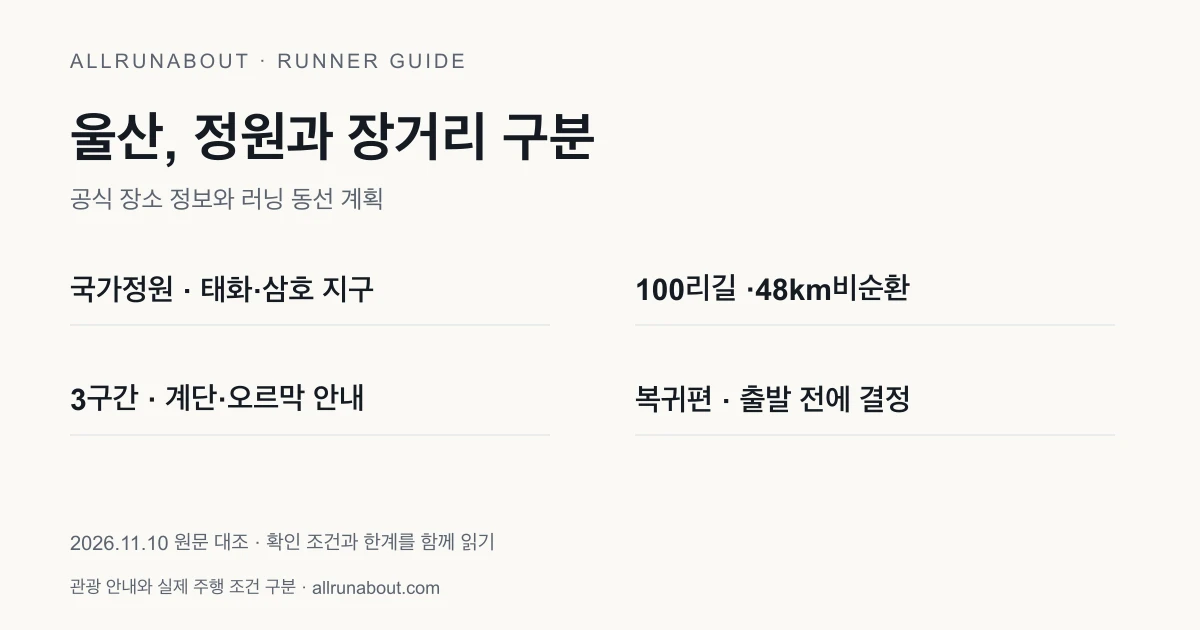 ALLRUNABOUT · RUNNER GUIDE
울산, 정원과 장거리 구분
공식 장소 정보와 러닝 동선 계획
국가정원 · 태화·삼호 지구
100리길 ·48km비순환
3구간 · 계단·오르막 안내
복귀편 · 출발 전에 결정
2026.11.10 원문 대조 · 확인 조건과 한계를 함께 읽기
관광 안내와 실제 주행 조건 구분 · allrunabout.com